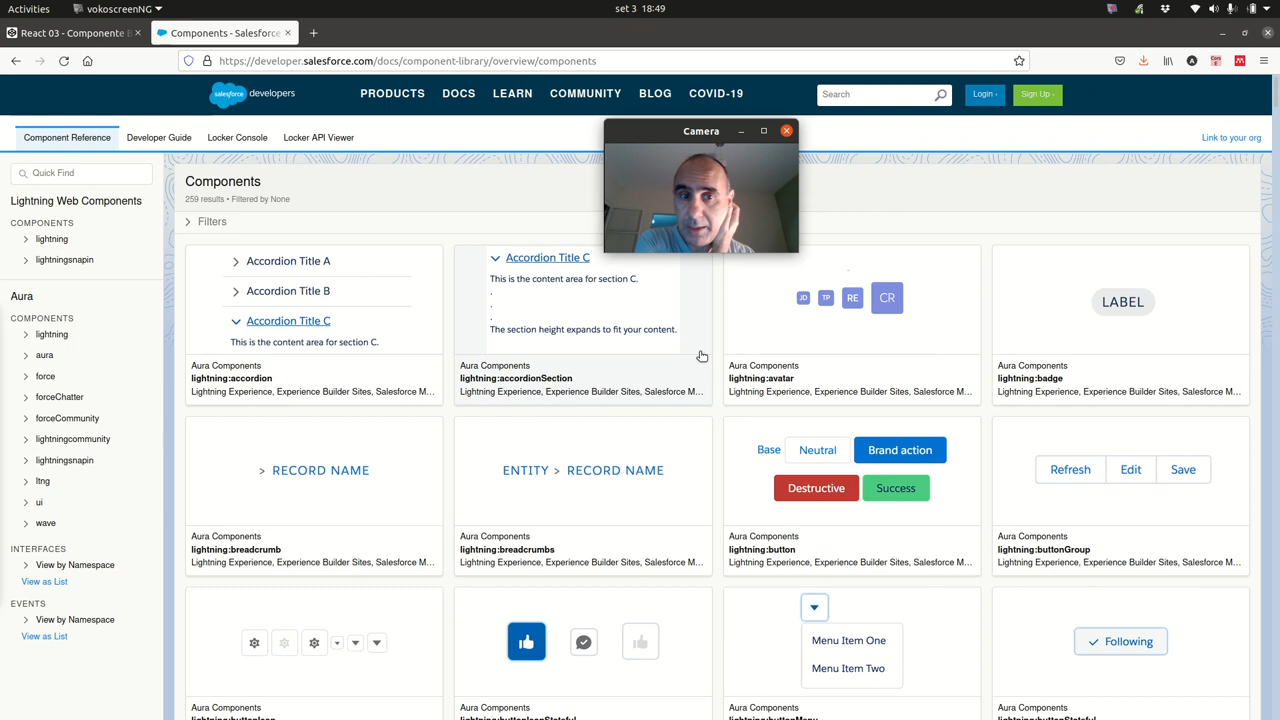 Activities
vokoscreenNG
set 3 18:49
React 03 - Componente B
Components - Salesforce
https://developer.salesforce.com/docs/component-library/overview/components
salesforce developers
PRODUCTS
DOCS
LEARN
COMMUNITY
BLOG
COVID-19
Search
Login ›
Sign Up ›
Component Reference
Developer Guide
Locker Console
Locker API Viewer
Link to your org
Camera
Quick Find
Lightning Web Components
COMPONENTS
lightning
lightningsnapin
Aura
COMPONENTS
lightning
aura
force
forceChatter
forceCommunity
lightningcommunity
lightningsnapin
ltng
ui
wave
INTERFACES
View by Namespace
View as List
EVENTS
View by Namespace
View as List
Components
259 results • Filtered by None
Filters
Accordion Title A
Accordion Title B
Accordion Title C
This is the content area for section C.
Aura Components
lightning:accordion
Lightning Experience, Experience Builder Sites, Salesforce M...
Accordion Title C
This is the content area for section C.
.
.
.
The section height expands to fit your content.
Aura Components
lightning:accordionSection
Lightning Experience, Experience Builder Sites, Salesforce M...
JD TP RE CR
Aura Components
lightning:avatar
Lightning Experience, Experience Builder Sites, Salesforce M...
LABEL
Aura Components
lightning:badge
Lightning Experience, Experience Builder Sites, Salesforce M...
> RECORD NAME
Aura Components
lightning:breadcrumb
Lightning Experience, Experience Builder Sites, Salesforce M...
ENTITY > RECORD NAME
Aura Components
lightning:breadcrumbs
Lightning Experience, Experience Builder Sites, Salesforce M...
Base Neutral Brand action
Destructive Success
Aura Components
lightning:button
Lightning Experience, Experience Builder Sites, Salesforce M...
Refresh Edit Save
Aura Components
lightning:buttonGroup
Lightning Experience, Experience Builder Sites, Salesforce M...
Menu Item One
Menu Item Two
Following